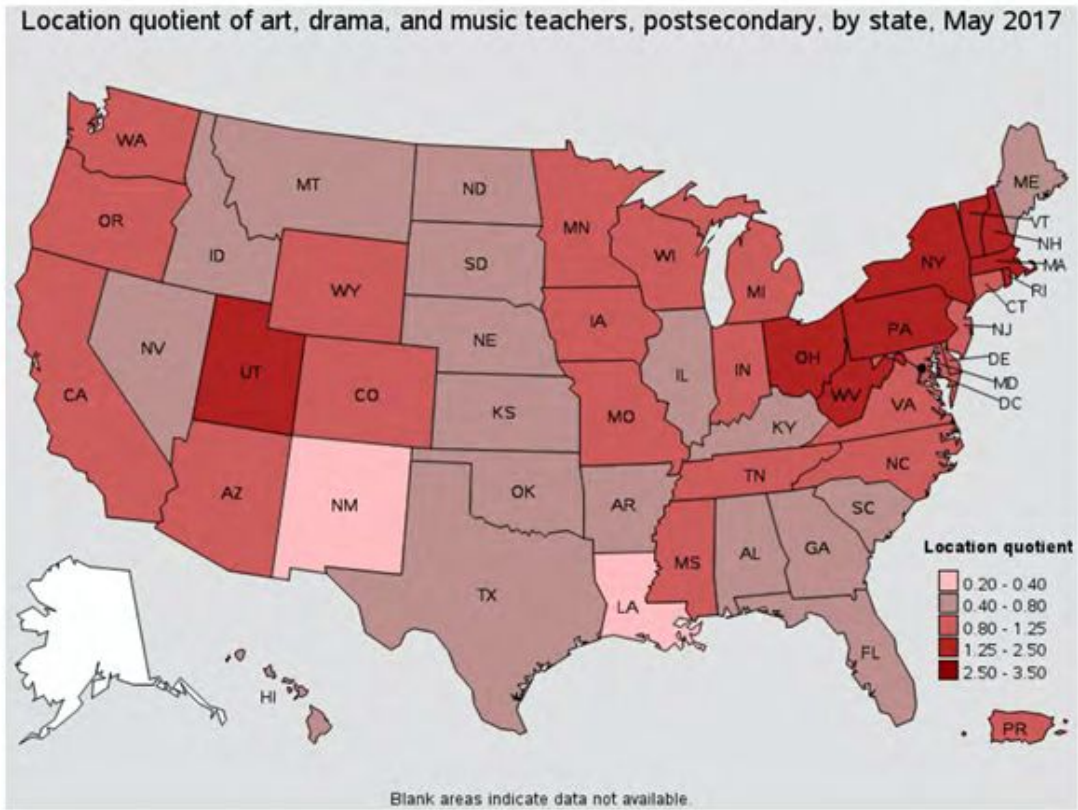 Location quotient of art, drama, and music teachers, postsecondary, by state, May 2017
WA
MT
ND
ME
OR
MN
VT
ID
SD
WI
NH
NY
MA
WY
MI
RI
IA
CT
NV
NE
PA
NJ
UT
OH
DE
CO
IL
IN
MD
CA
KS
WV
VA
DC
MO
KY
AZ
NM
OK
TN
NC
AR
SC
MS
AL
GA
TX
LA
FL
HI
PR
Location quotient
0.20 - 0.40
0.40 - 0.80
0.80 - 1.25
1.25 - 2.50
2.50 - 3.50
Blank areas indicate data not available.